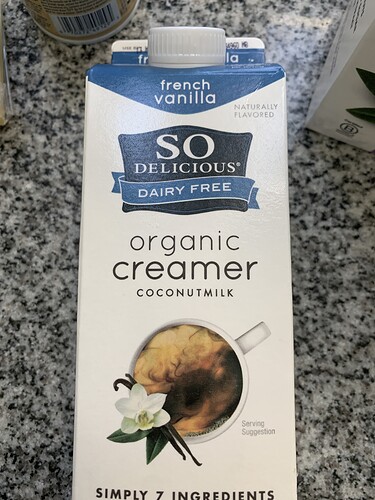 french
vanilla
NATURALLY
FLAVORED
SO
DELICIOUS®
DAIRY FREE
organic
creamer
COCONUTMILK
Serving
Suggestion
SIMPLY 7 INGREDIENTS